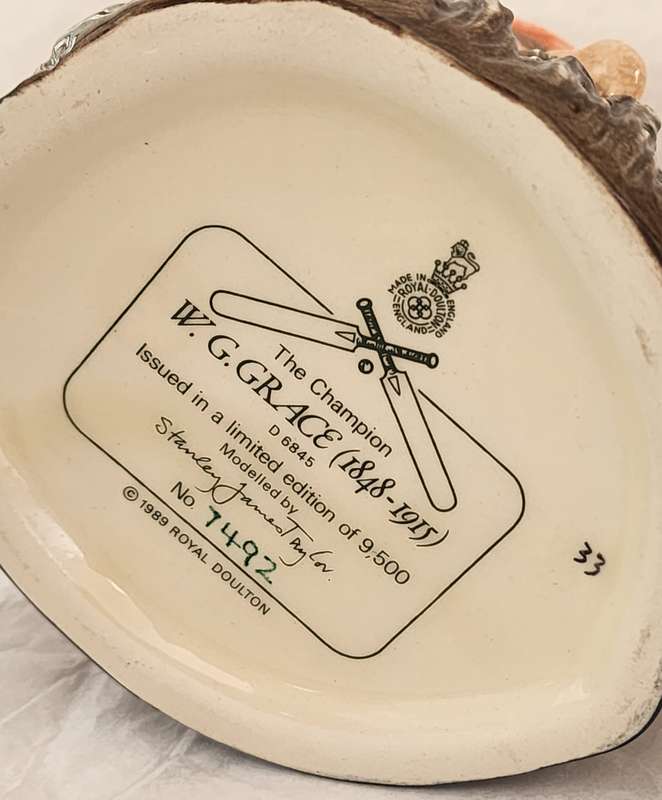 MADE IN ENGLAND
ROYAL·DOULTON
ENGLAND
The Champion
W. G. GRACE (1848-1915)
D 6845
Issued in a limited edition of 9,500
Modelled by
Stanley James Taylor
No. 7492
© 1989 ROYAL DOULTON
33